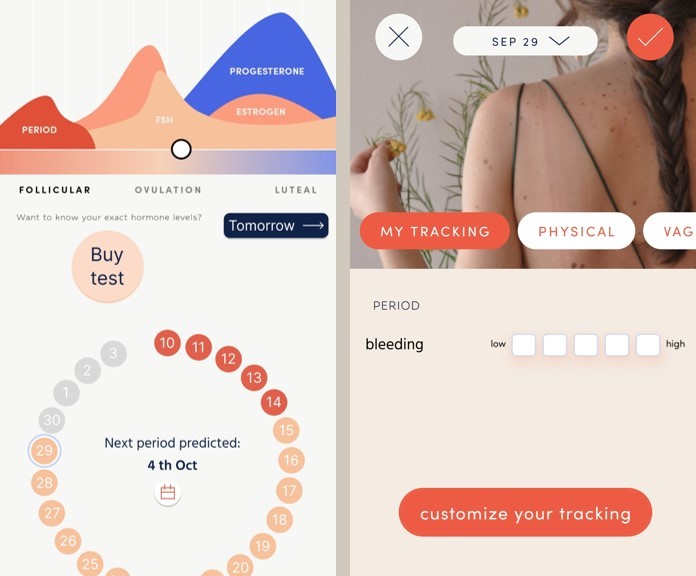 PROGESTERONE
ESTROGEN
FSH
PERIOD
FOLLICULAR OVULATION LUTEAL
Want to know your exact hormone levels?
Tomorrow
Buy
test
10
11
12
13
14
15
16
17
18
19
20
25
26
27
28
29
30
1
2
3
Next period predicted:
4 th Oct
SEP 29
MY TRACKING
PHYSICAL
VAG
PERIOD
bleeding low high
customize your tracking